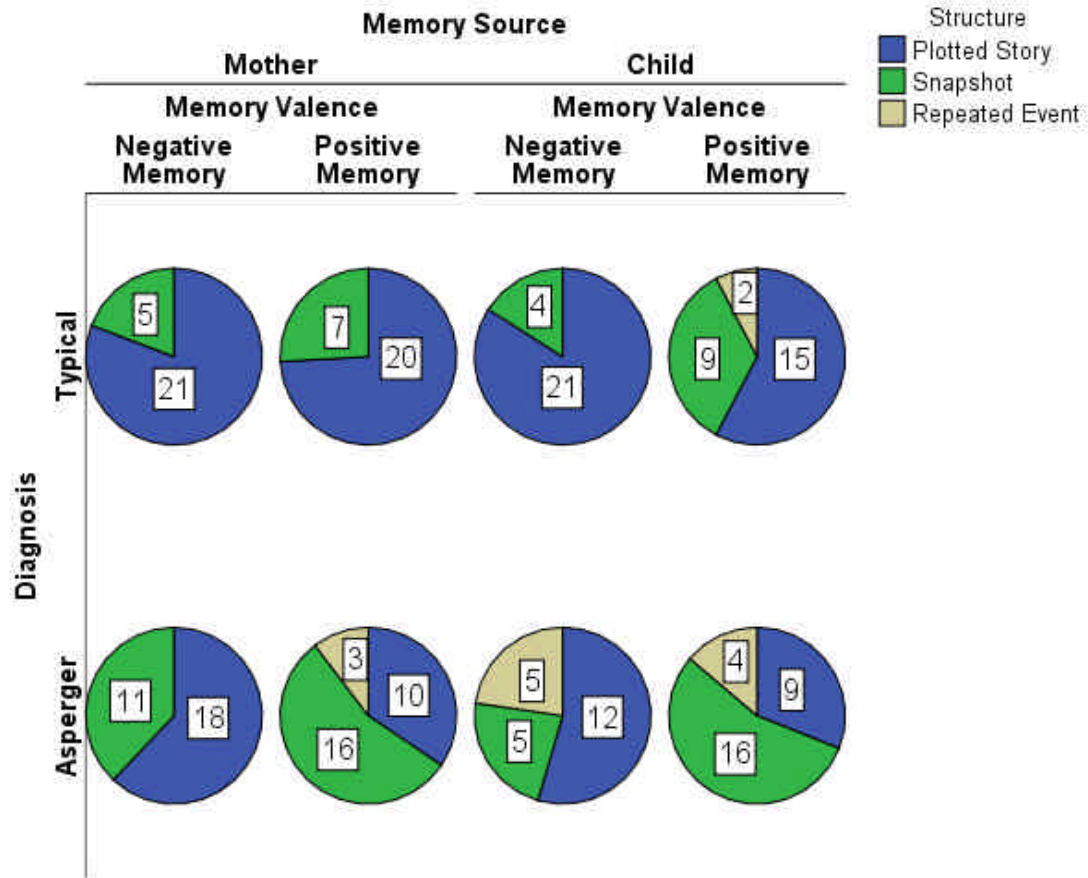 Memory Source
Mother
Child
Memory Valence
Memory Valence
Negative
Memory
Positive
Memory
Negative
Memory
Positive
Memory
Structure
Plotted Story
Snapshot
Repeated Event
Diagnosis
Typical
5
21
7
20
4
21
2
9
15
Asperger
11
18
3
10
16
5
5
12
4
9
16